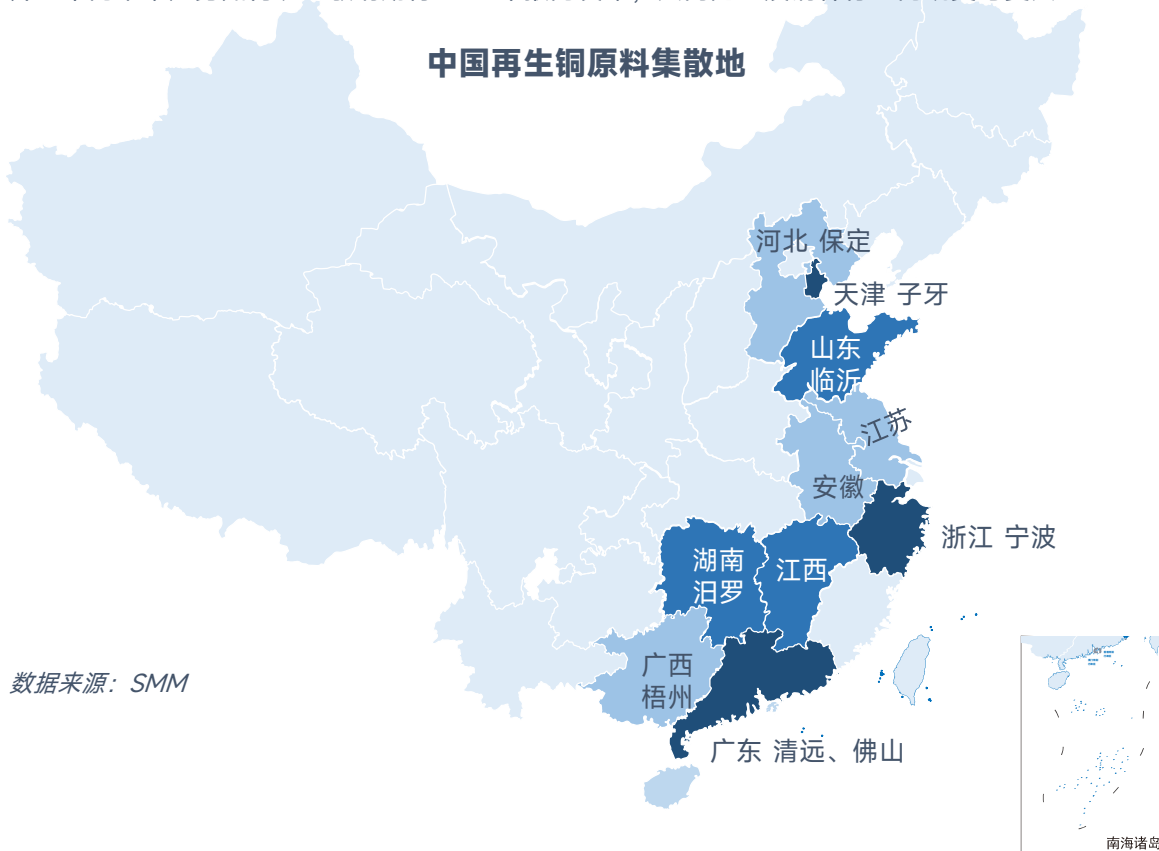 中国再生铜原料集散地
河北 保定
天津 子牙
山东
临沂
江苏
安徽
浙江 宁波
湖南
汨罗
江西
广西
梧州
数据来源：SMM
广东 清远、佛山
南海诸岛